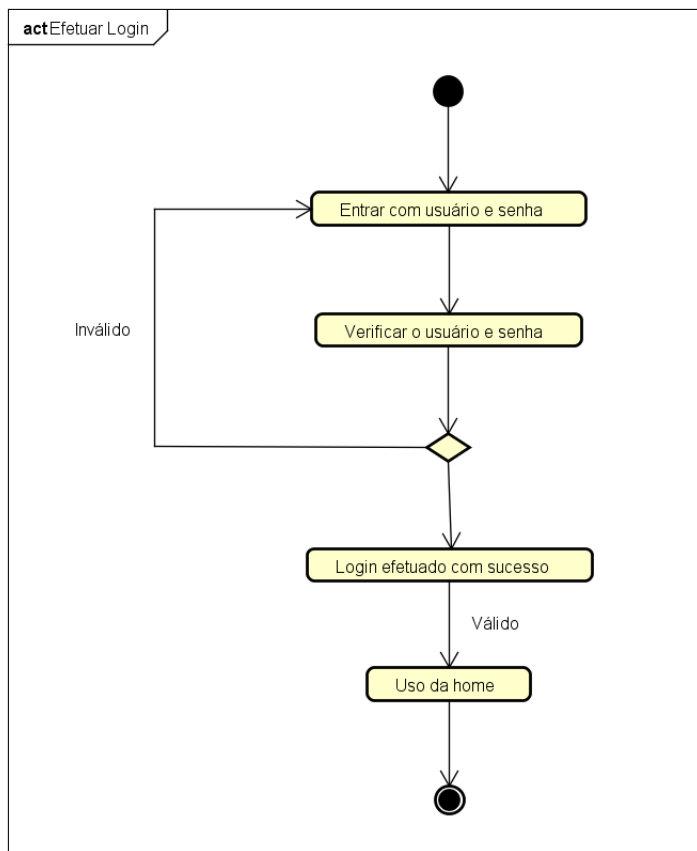 act Efetuar Login
Entrar com usuário e senha
Inválido
Verificar o usuário e senha
Login efetuado com sucesso
Válido
Uso da home